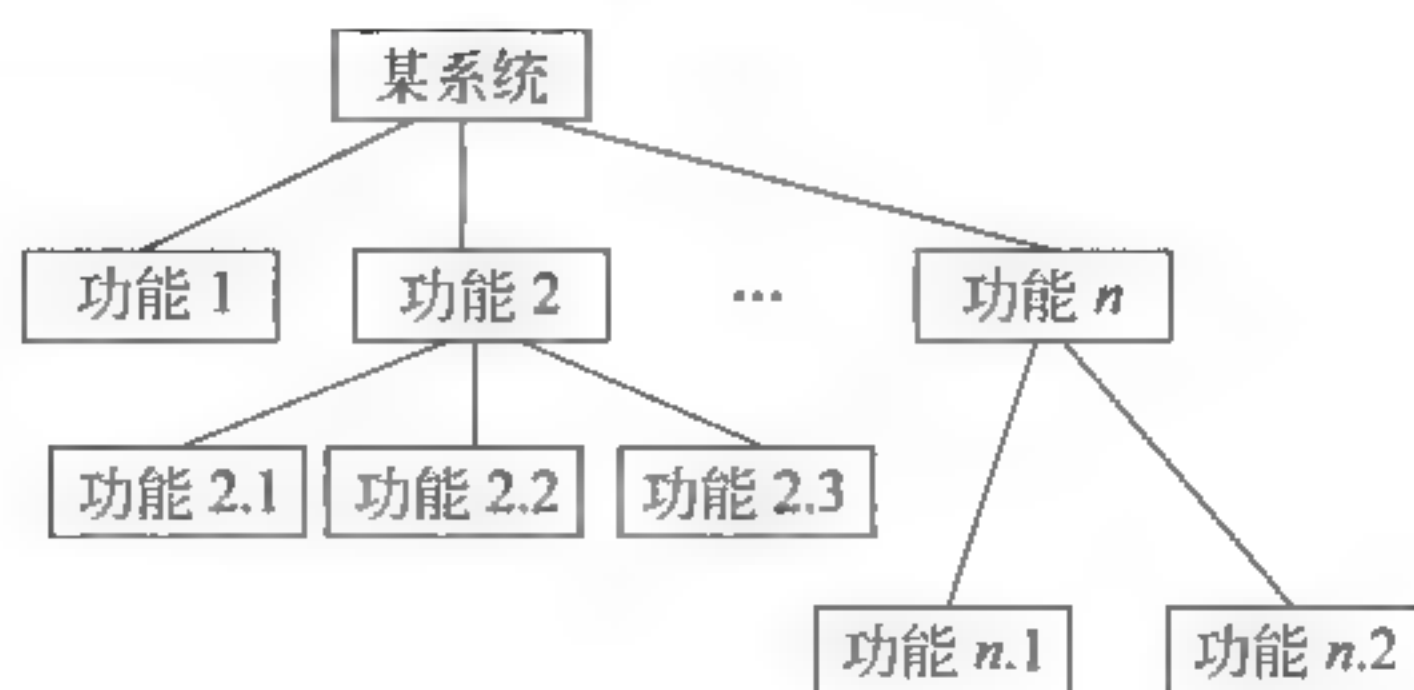 某系统
功能 1 功能 2 … 功能 n
功能 2.1 功能 2.2 功能 2.3
功能 n.1 功能 n.2